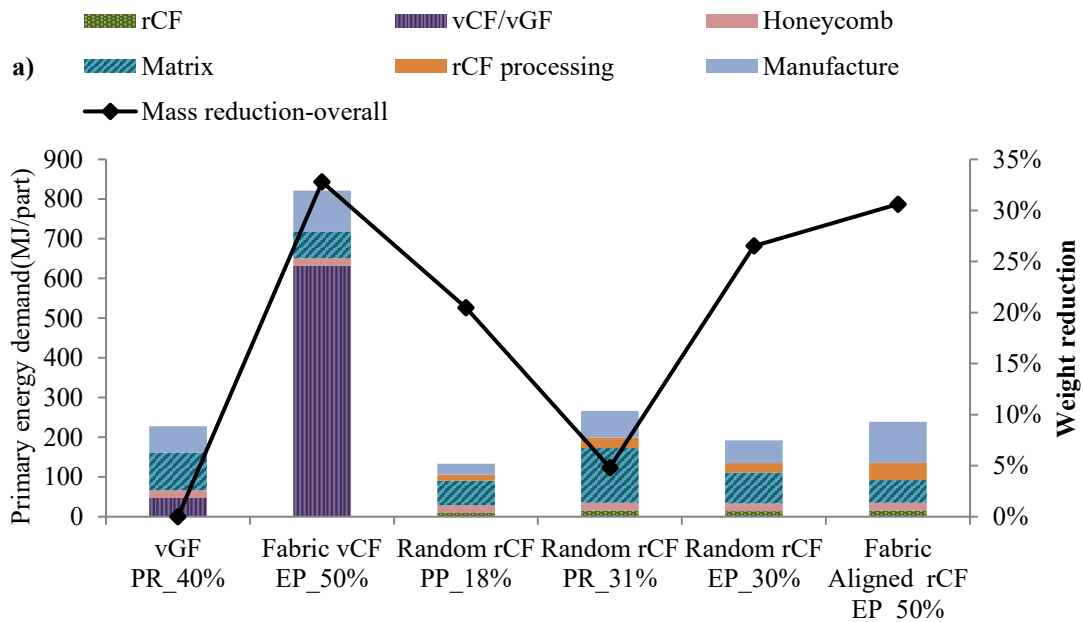 rCF vCF/vGF Honeycomb
a) Matrix rCF processing Manufacture
Mass reduction-overall
Primary energy demand(MJ/part)
900
800
700
600
500
400
300
200
100
0
35%
30%
25%
20%
15%
10%
5%
0%
Weight reduction
vGF
PR_40%
Fabric vCF
EP_50%
Random rCF
PP_18%
Random rCF
PR_31%
Random rCF
EP_30%
Fabric
Aligned rCF
EP_50%